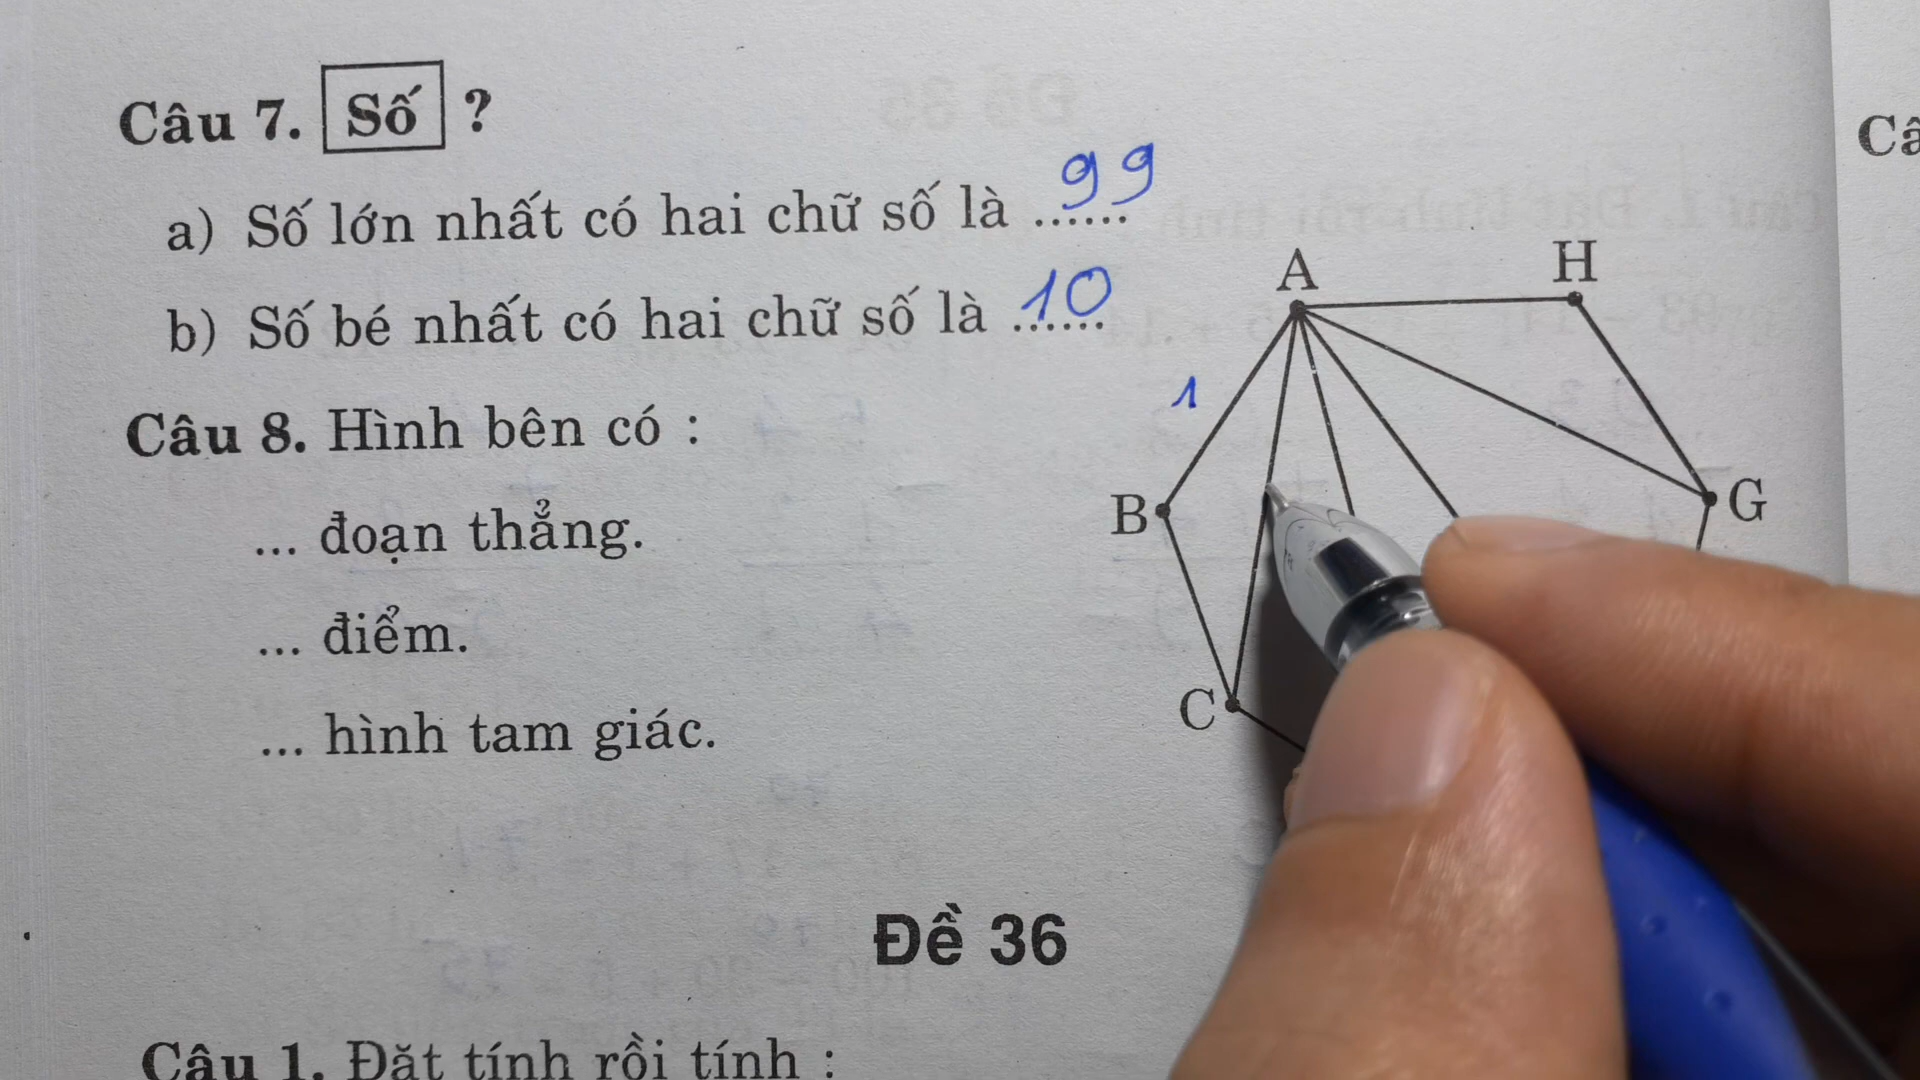 Câu 7. Số ?
a) Số lớn nhất có hai chữ số là ...... 99
b) Số bé nhất có hai chữ số là ...... 10
Câu 8. Hình bên có :
... đoạn thẳng.
... điểm.
... hình tam giác.
A
H
1
B
G
C
Đề 36
Câu 1. Đặt tính rồi tính :